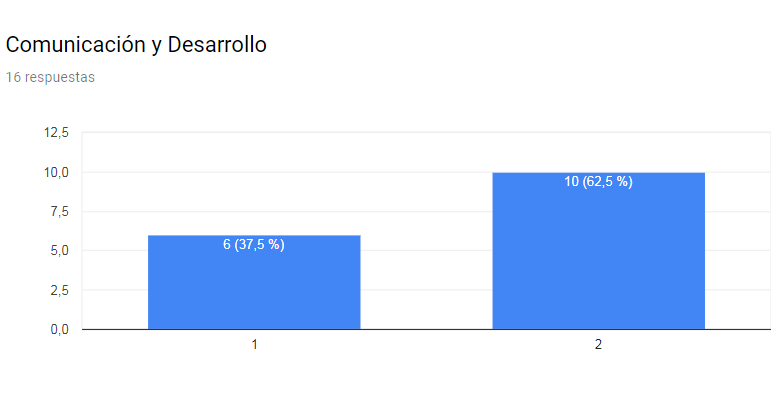 Comunicación y Desarrollo
16 respuestas
12,5
10,0
7,5
5,0
2,5
0,0
6 (37,5 %)
10 (62,5 %)
1
2